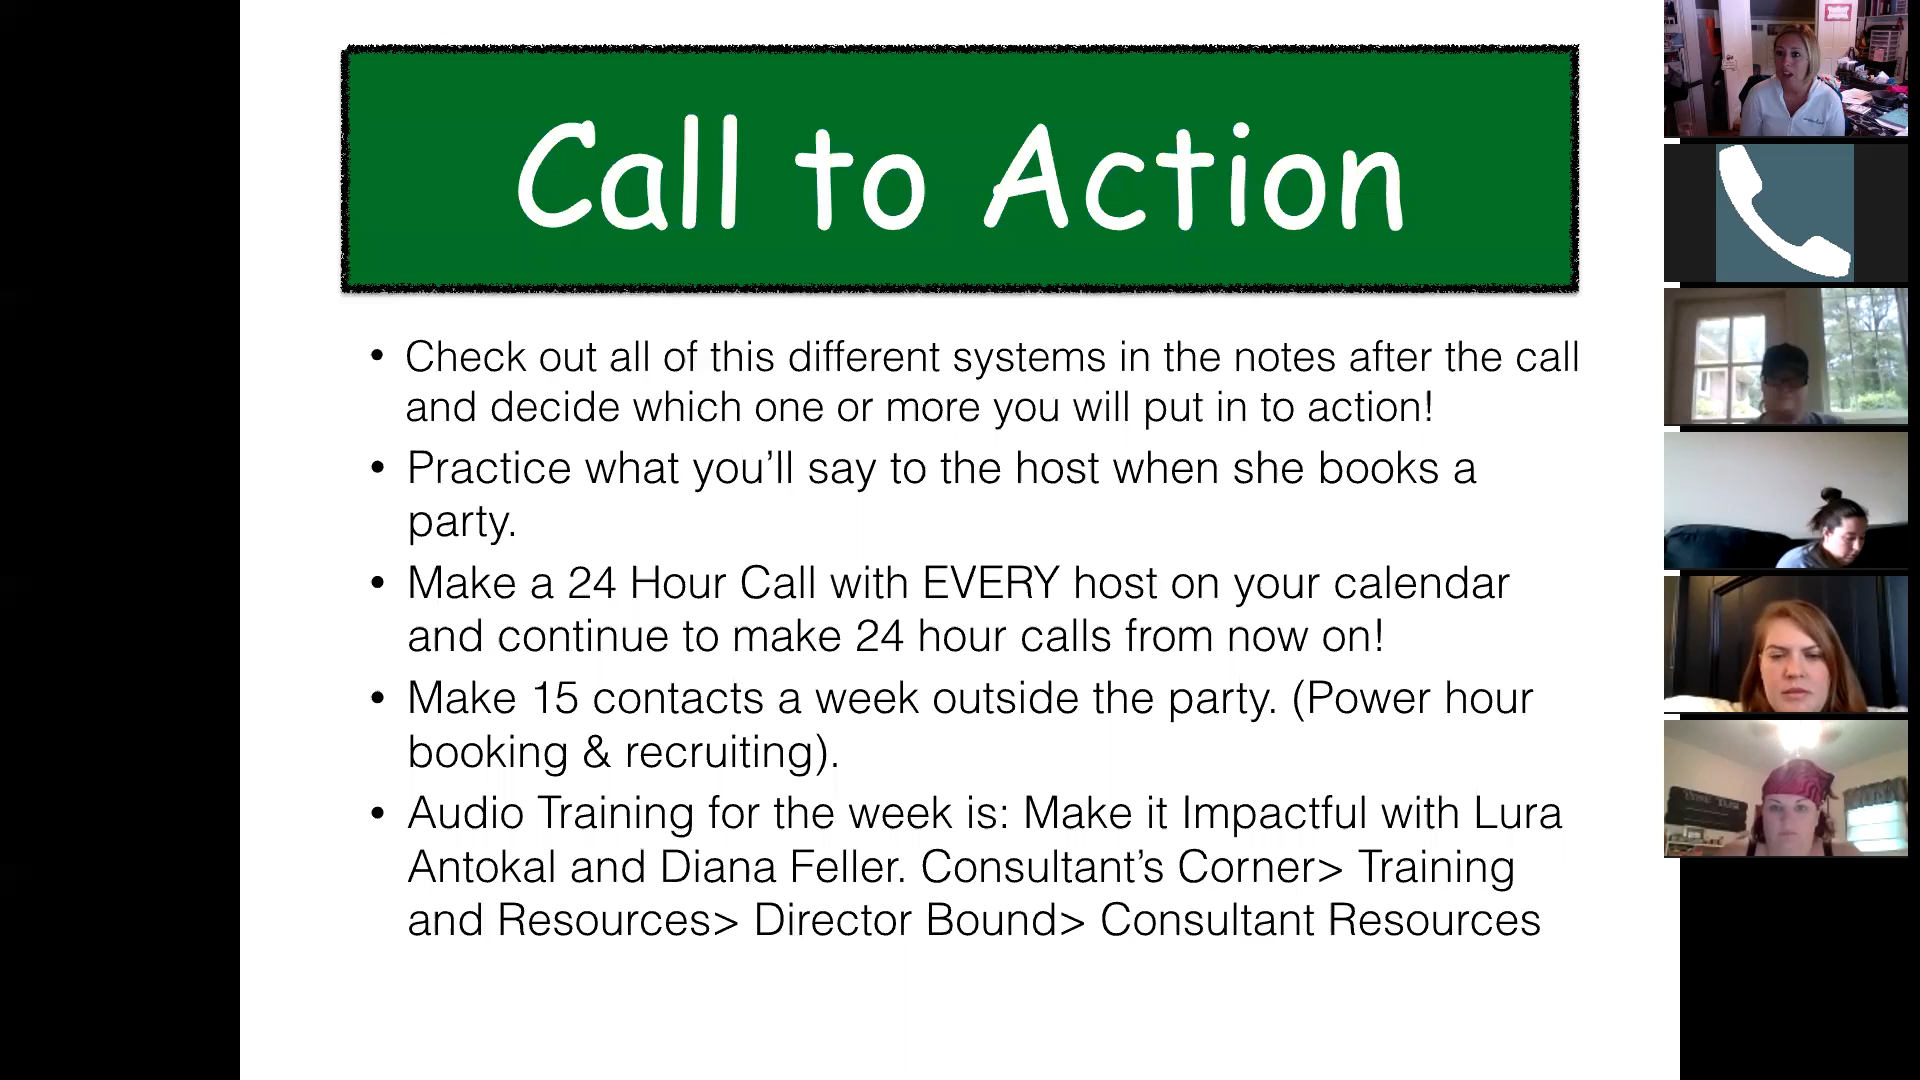 Call to Action
• Check out all of this different systems in the notes after the call
and decide which one or more you will put in to action!
• Practice what you’ll say to the host when she books a
party.
• Make a 24 Hour Call with EVERY host on your calendar
and continue to make 24 hour calls from now on!
• Make 15 contacts a week outside the party. (Power hour
booking & recruiting).
• Audio Training for the week is: Make it Impactful with Lura
Antokal and Diana Feller. Consultant’s Corner> Training
and Resources> Director Bound> Consultant Resources